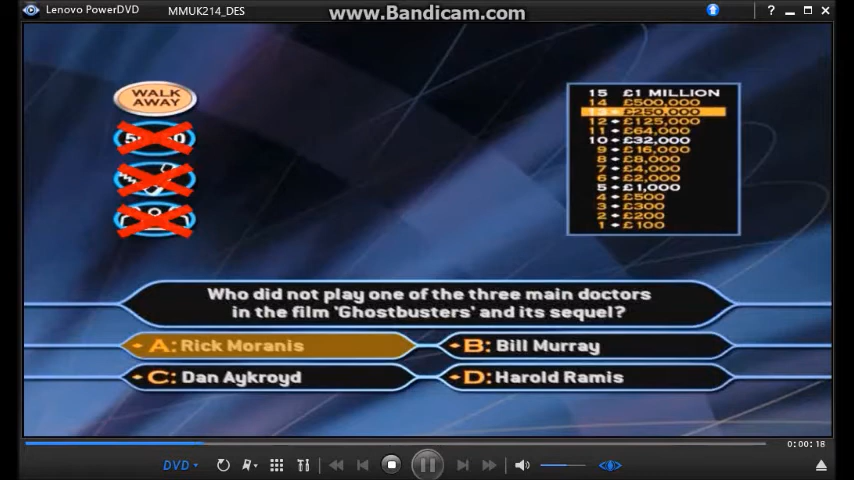 Lenovo PowerDVD
MMUK214_DES
www.Bandicam.com
?
WALK
AWAY
15 £1 MILLION
14 £500,000
13 £250,000
12 £125,000
11 £64,000
10 £32,000
9 £16,000
8 £8,000
7 £4,000
6 £2,000
5 £1,000
4 £500
3 £300
2 £200
1 £100
Who did not play one of the three main doctors
in the film 'Ghostbusters' and its sequel?
A: Rick Moranis
B: Bill Murray
C: Dan Aykroyd
D: Harold Ramis
0:00:18
DVD